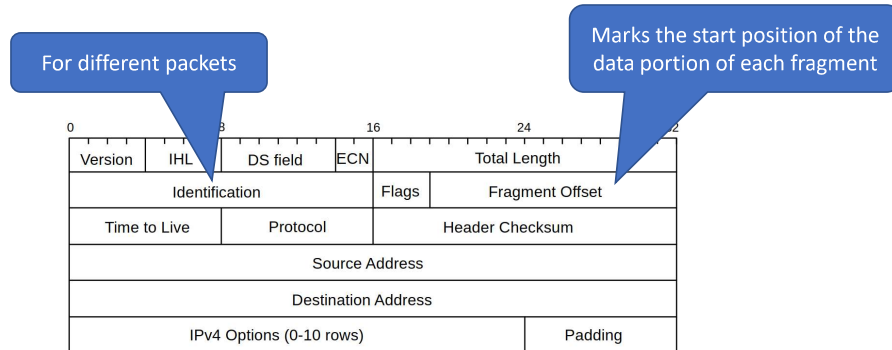 Marks the start position of the
data portion of each fragment
For different packets
0 8 16 24 32
Version IHL DS field ECN Total Length
Identification Flags Fragment Offset
Time to Live Protocol Header Checksum
Source Address
Destination Address
IPv4 Options (0-10 rows) Padding